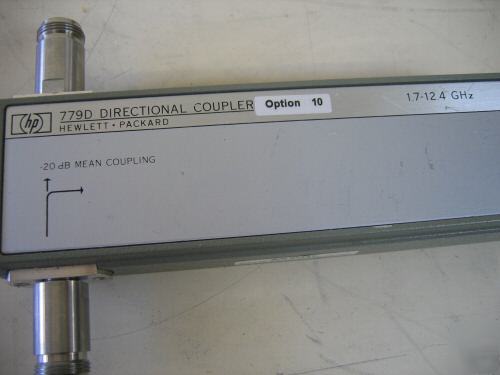 hp 779D DIRECTIONAL COUPLER Option 10 1.7-12.4 GHz
HEWLETT • PACKARD
-20 dB MEAN COUPLING